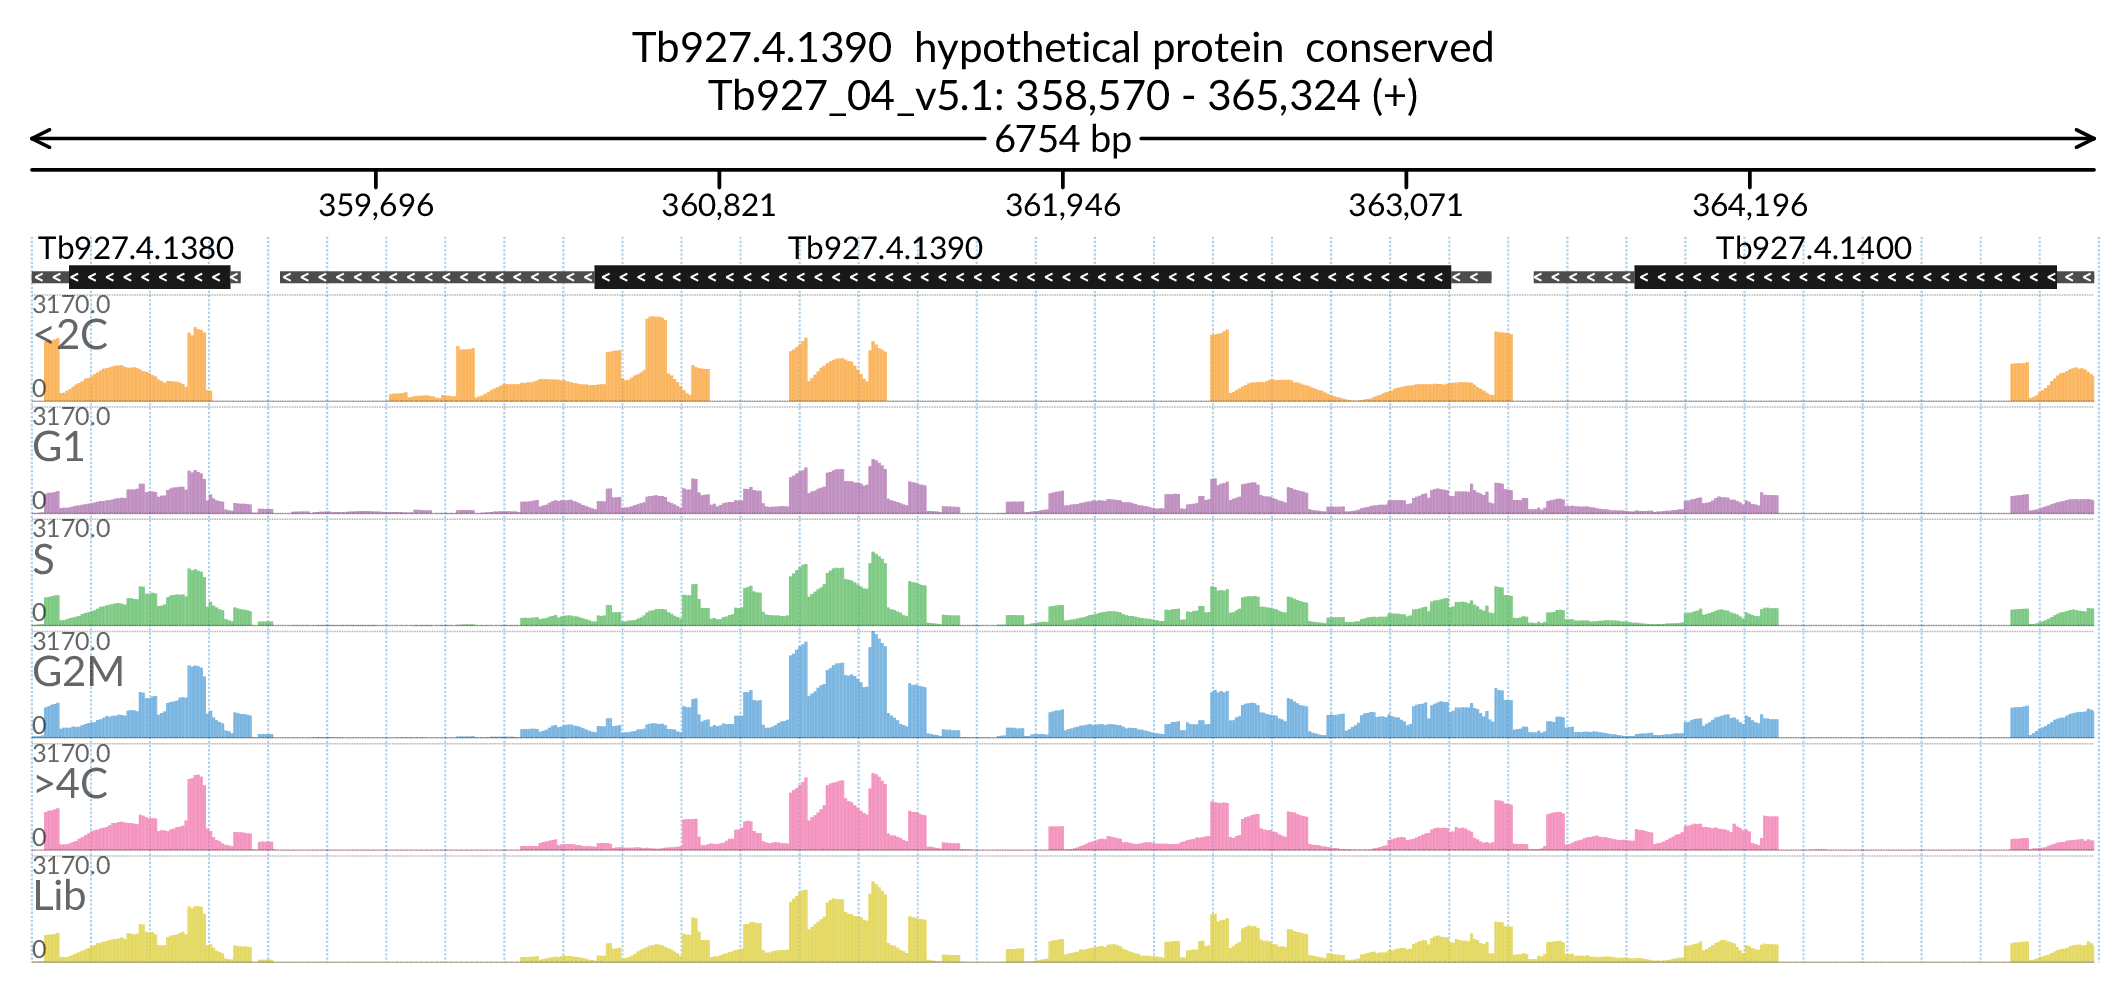 Tb927.4.1390 hypothetical protein conserved
Tb927_04_v5.1: 358,570 - 365,324 (+)
6754 bp
359,696 360,821 361,946 363,071 364,196
Tb927.4.1380 Tb927.4.1390 Tb927.4.1400
3170.0
<2C
0
3170.0
G1
0
3170.0
S
0
3170.0
G2M
0
3170.0
>4C
0
3170.0
Lib
0